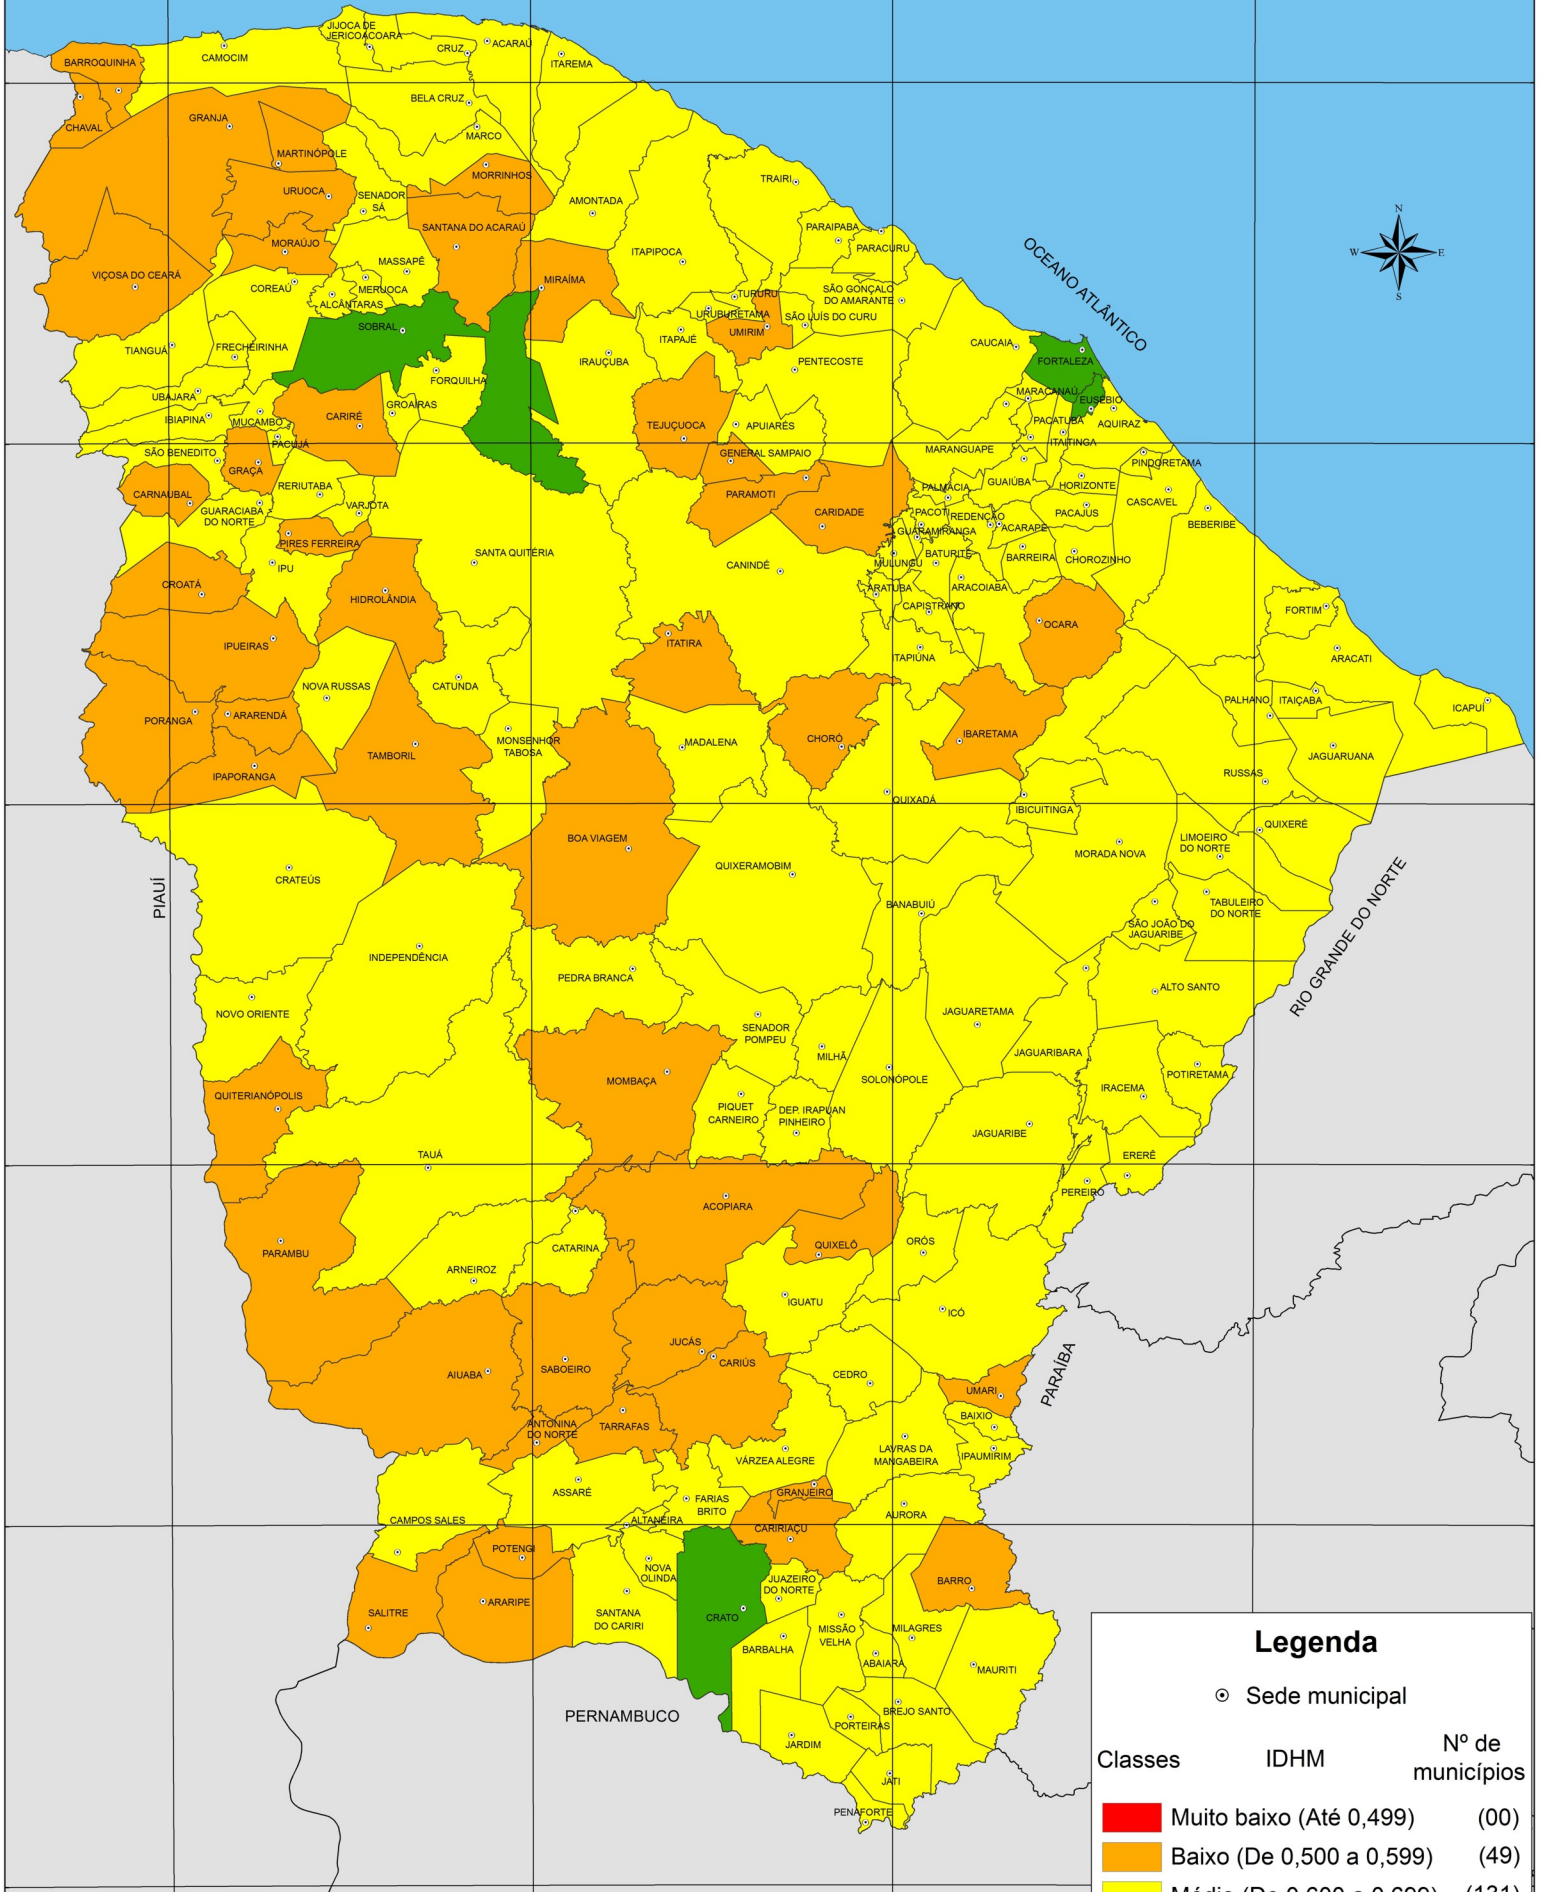 JIJOCA DE
JERICOACOARA
CRUZ
ACARAÚ
ITAREMA
CAMOCIM
BARROQUINHA
BELA CRUZ
CHAVAL
GRANJA
MARCO
MARTINÓPOLE
MORRINHOS
TRAIRI
URUOCA
SENADOR
SÁ
AMONTADA
N
W
E
S
SANTANA DO ACARAÚ
PARAIPABA
PARACURU
OCEANO ATLÂNTICO
MORAÚJO
ITAPIPOCA
MASSAPÊ
VIÇOSA DO CEARÁ
MIRAÍMA
COREAÚ
MERUOCA
ALCÂNTARAS
TURURU
SÃO GONÇALO
DO AMARANTE
URUBURETAMA
SÃO LUÍS DO CURU
SOBRAL
UMIRIM
ITAPAJÉ
CAUCAIA
TIANGUÁ
FRECHEIRINHA
IRAUÇUBA
PENTECOSTE
FORTALEZA
FORQUILHA
MARACANAÚ
EUSÉBIO
UBAJARA
GROAÍRAS
IBIAPINA
MUCAMBO
CARIRÉ
TEJUÇUOCA
APUIARÉS
PACATUBA
AQUIRAZ
PACUJÁ
ITAITINGA
SÃO BENEDITO
GENERAL SAMPAIO
MARANGUAPE
PINDORETAMA
GRAÇA
GUAIÚBA
HORIZONTE
RERIUTABA
CARNAUBAL
PARAMOTI
PALMÁCIA
CASCAVEL
GUARACIABA
DO NORTE
VARJOTA
CARIDADE
PACOTI
REDENÇÃO
PACAJUS
BEBERIBE
ACARAPE
GUARAMIRANGA
PIRES FERREIRA
SANTA QUITÉRIA
BATURITÉ
BARREIRA
CHOROZINHO
MULUNGU
CANINDÉ
IPU
CROATÁ
ARATUBA
ARACOIABA
HIDROLÂNDIA
CAPISTRANO
FORTIM
OCARA
IPUEIRAS
ITATIRA
ITAPIÚNA
ARACATI
NOVA RUSSAS
CATUNDA
PALHANO
ITAIÇABA
ICAPUÍ
PORANGA
ARARENDÁ
CHORÓ
IBARETAMA
MONSENHOR
TABOSA
MADALENA
TAMBORIL
JAGUARUANA
IPAPORANGA
RUSSAS
QUIXADÁ
IBICUITINGA
QUIXERÉ
BOA VIAGEM
LIMOEIRO
DO NORTE
MORADA NOVA
QUIXERAMOBIM
CRATEÚS
PIAUÍ
BANABUIÚ
TABULEIRO
DO NORTE
RIO GRANDE DO NORTE
SÃO JOÃO DO
JAGUARIBE
INDEPENDÊNCIA
PEDRA BRANCA
ALTO SANTO
NOVO ORIENTE
JAGUARETAMA
SENADOR
POMPEU
MILHÃ
JAGUARIBARA
POTIRETAMA
MOMBAÇA
SOLONÓPOLE
IRACEMA
QUITERIANÓPOLIS
PIQUET
CARNEIRO
DEP. IRAPUAN
PINHEIRO
JAGUARIBE
TAUÁ
ERERÊ
PEREIRO
ACOPIARA
PARAMBU
CATARINA
QUIXELÔ
ORÓS
ARNEIROZ
IGUATU
ICÓ
JUCÁS
CARIÚS
SABOEIRO
AIUABA
CEDRO
PARAÍBA
UMARI
ANTONINA
DO NORTE
TARRAFAS
BAIXIO
LAVRAS DA
MANGABEIRA
IPAUMIRIM
VÁRZEA ALEGRE
ASSARÉ
GRANJEIRO
FARIAS
BRITO
AURORA
CAMPOS SALES
ALTANEIRA
CARIRIAÇU
POTENGI
NOVA
OLINDA
JUAZEIRO
DO NORTE
BARRO
SALITRE
ARARIPE
SANTANA
DO CARIRI
CRATO
MISSÃO
VELHA
MILAGRES
BARBALHA
ABAIARA
MAURITI
PERNAMBUCO
BREJO SANTO
PORTEIRAS
JARDIM
JATI
PENAFORTE
Legenda
Sede municipal
Classes IDHM Nº de
municípios
Muito baixo (Até 0,499) (00)
Baixo (De 0,500 a 0,599) (49)
Médio (De 0,600 a 0,699) (131)